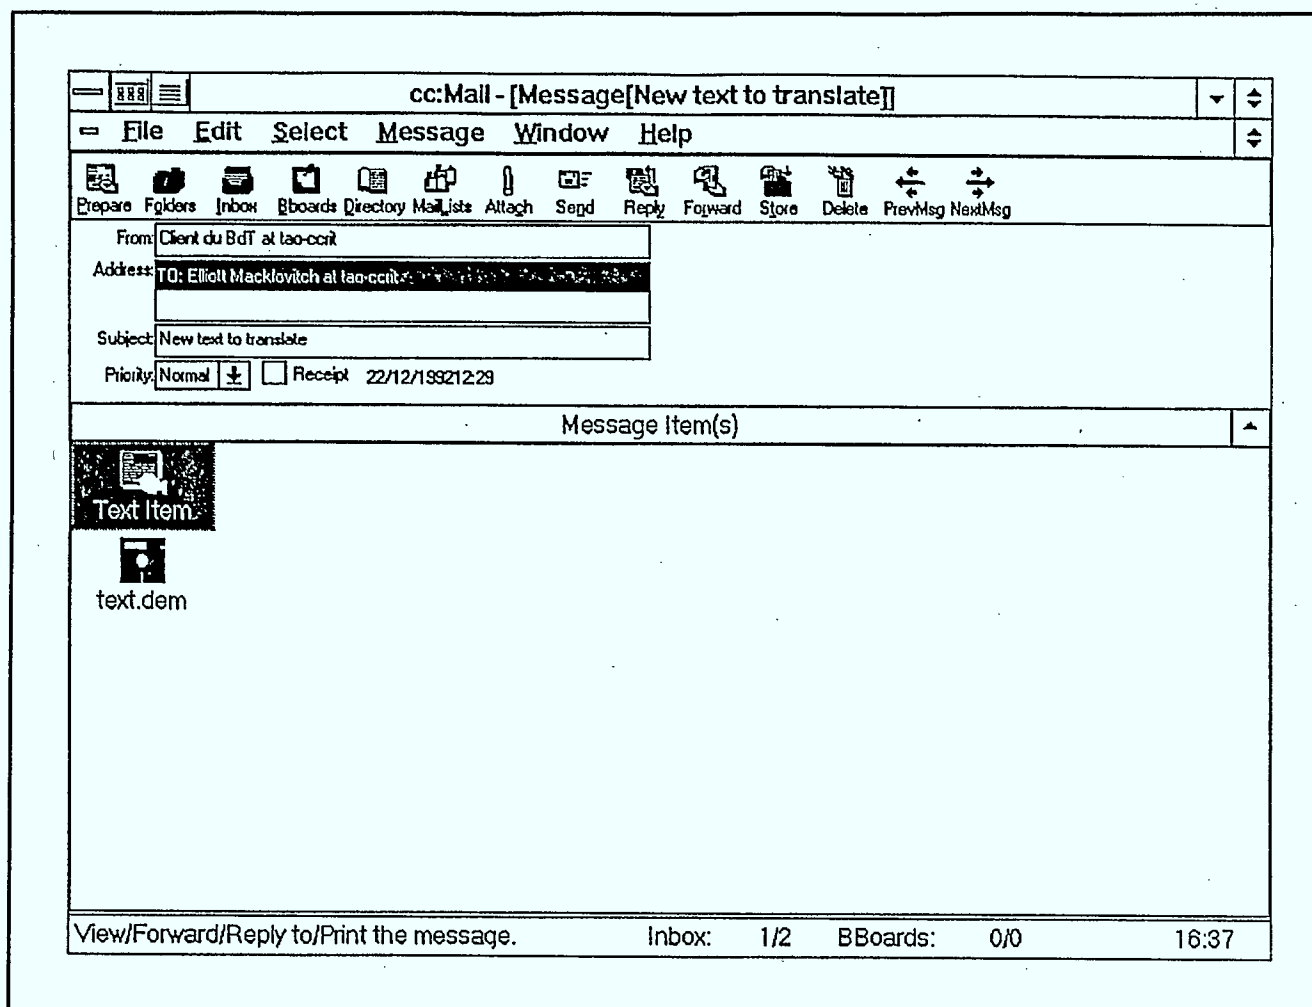 cc:Mail - [Message[New text to translate]]
File Edit Select Message Window Help
Prepare Folders Inbox Bboards Directory MailLists Attach Send Reply Forward Store Delete PrevMsg NextMsg
From: Client du BdT at tao-ccrit
Address: TO: Elliott Macklovitch at tao-ccrit
Subject: New text to translate
Priority: Normal Receipt 22/12/199212:29
Message Item(s)
Text Item
text.dem
View/Forward/Reply to/Print the message. Inbox: 1/2 BBoards: 0/0 16:37